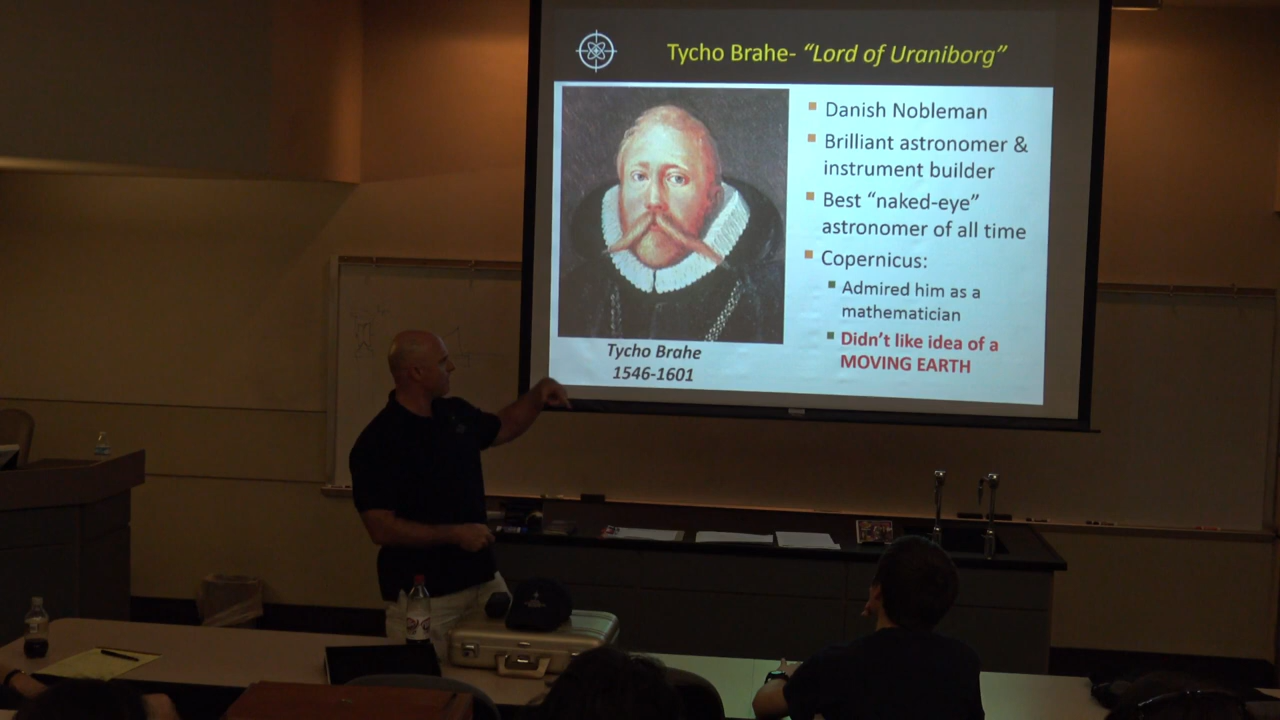 Tycho Brahe- “Lord of Uraniborg”
Danish Nobleman
Brilliant astronomer &
instrument builder
Best “naked-eye”
astronomer of all time
Copernicus:
Admired him as a
mathematician
Didn’t like idea of a
MOVING EARTH
Tycho Brahe
1546-1601